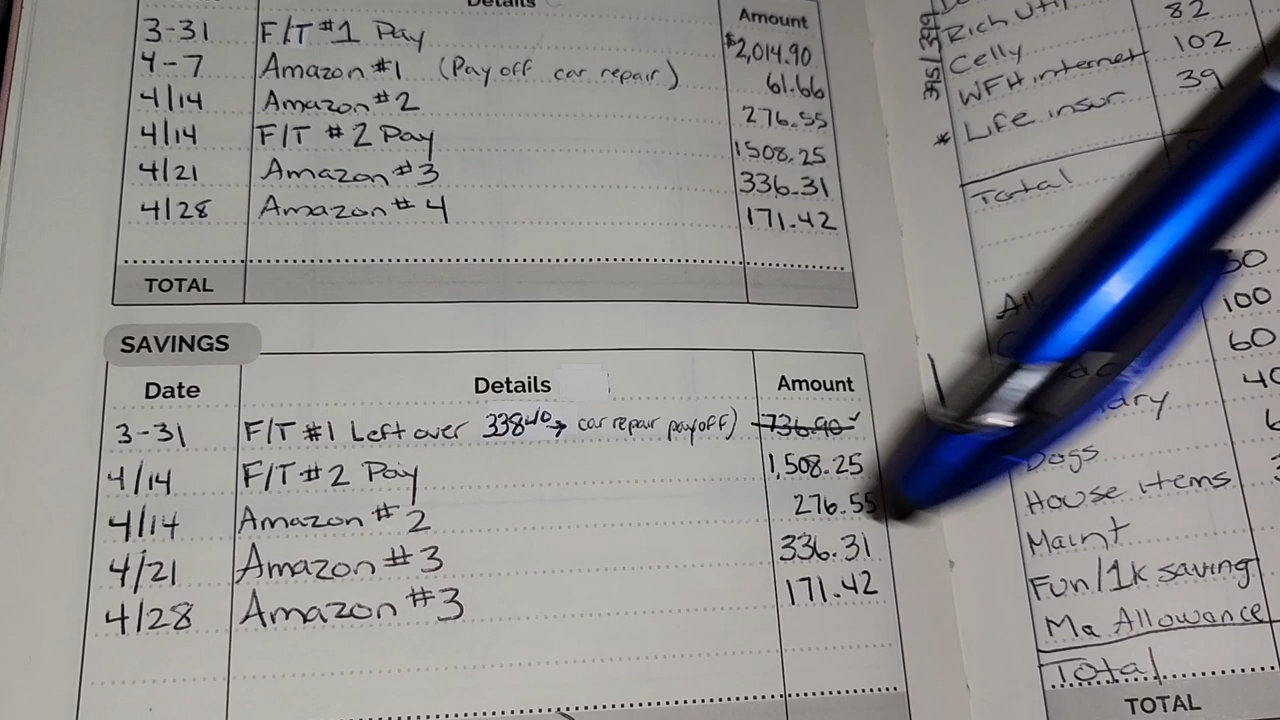 Details Amount
3-31 F/T #1 Pay $2,014.90
4-7 Amazon #1 (Pay off car repair) 61.66
4/14 Amazon #2 276.55
4/14 F/T #2 Pay 1508.25
4/21 Amazon #3 336.31
4/28 Amazon #4 171.42
TOTAL
SAVINGS
Date Details Amount
3-31 F/T #1 Left over 338.40 → car repair payoff) 736.90
4/14 F/T #2 Pay 1,508.25
4/14 Amazon #2 276.55
4/21 Amazon #3 336.31
4/28 Amazon #3 171.42
Rich Util 82
Celly 102
WFH internet 39
* Life insur
Total
100
60
Dogs
House items
Maint
Fun/1k saving
Ma Allowance
Total
TOTAL